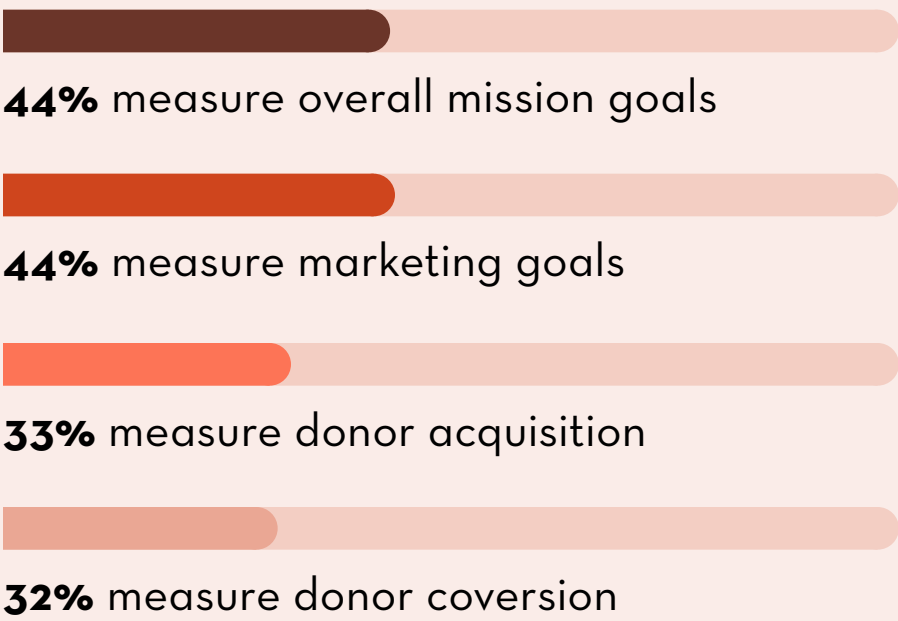 44% measure overall mission goals
44% measure marketing goals
33% measure donor acquisition
32% measure donor coversion